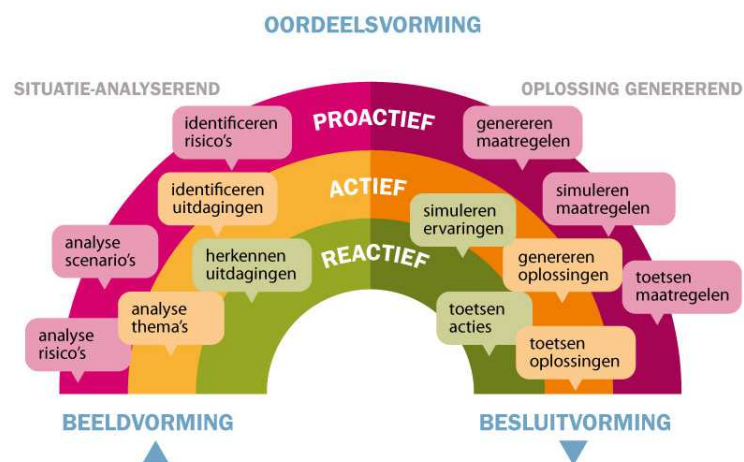 OORDEELSVORMING
SITUATIE-ANALYSEREND
OPLOSSING GENEREREND
PROACTIEF
identificeren
risico's
genereren
maatregelen
ACTIEF
identificeren
uitdagingen
simuleren
maatregelen
simuleren
ervaringen
analyse
scenario's
herkennen
uitdagingen
REACTIEF
genereren
oplossingen
toetsen
maatregelen
analyse
thema's
toetsen
acties
analyse
risico's
toetsen
oplossingen
BEELDVORMING
BESLUITVORMING